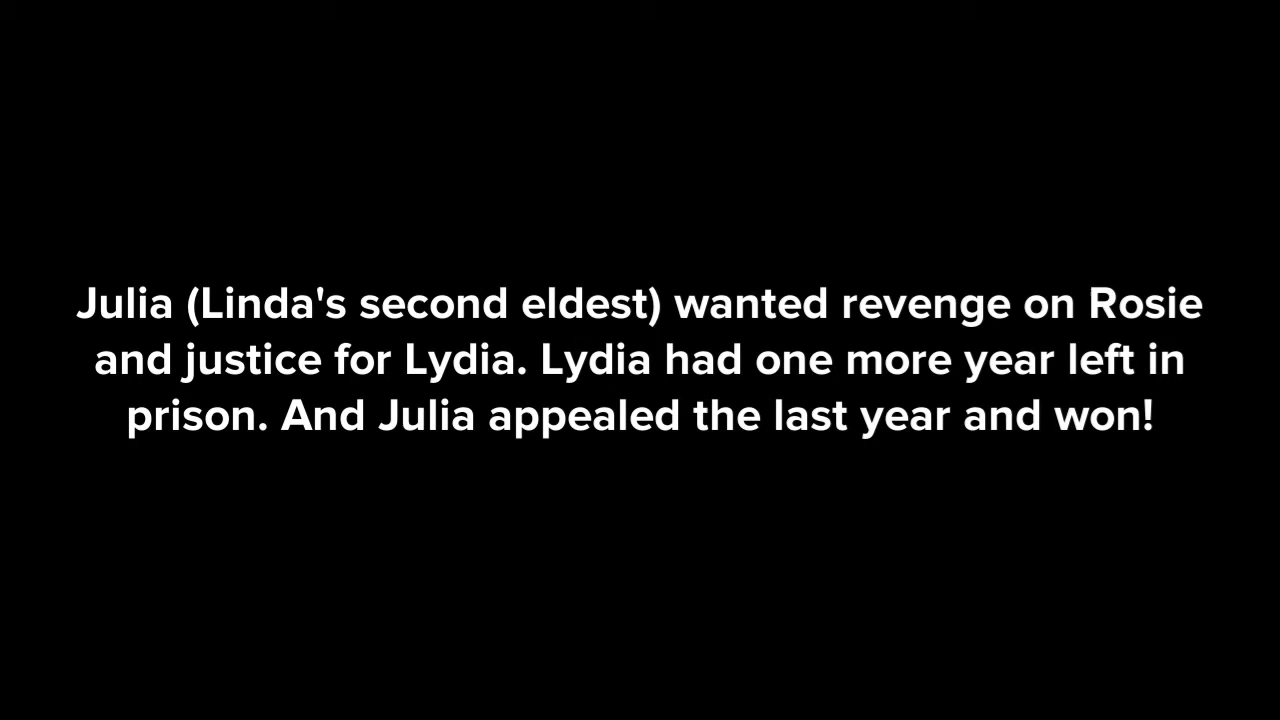 Julia (Linda's second eldest) wanted revenge on Rosie
and justice for Lydia. Lydia had one more year left in
prison. And Julia appealed the last year and won!